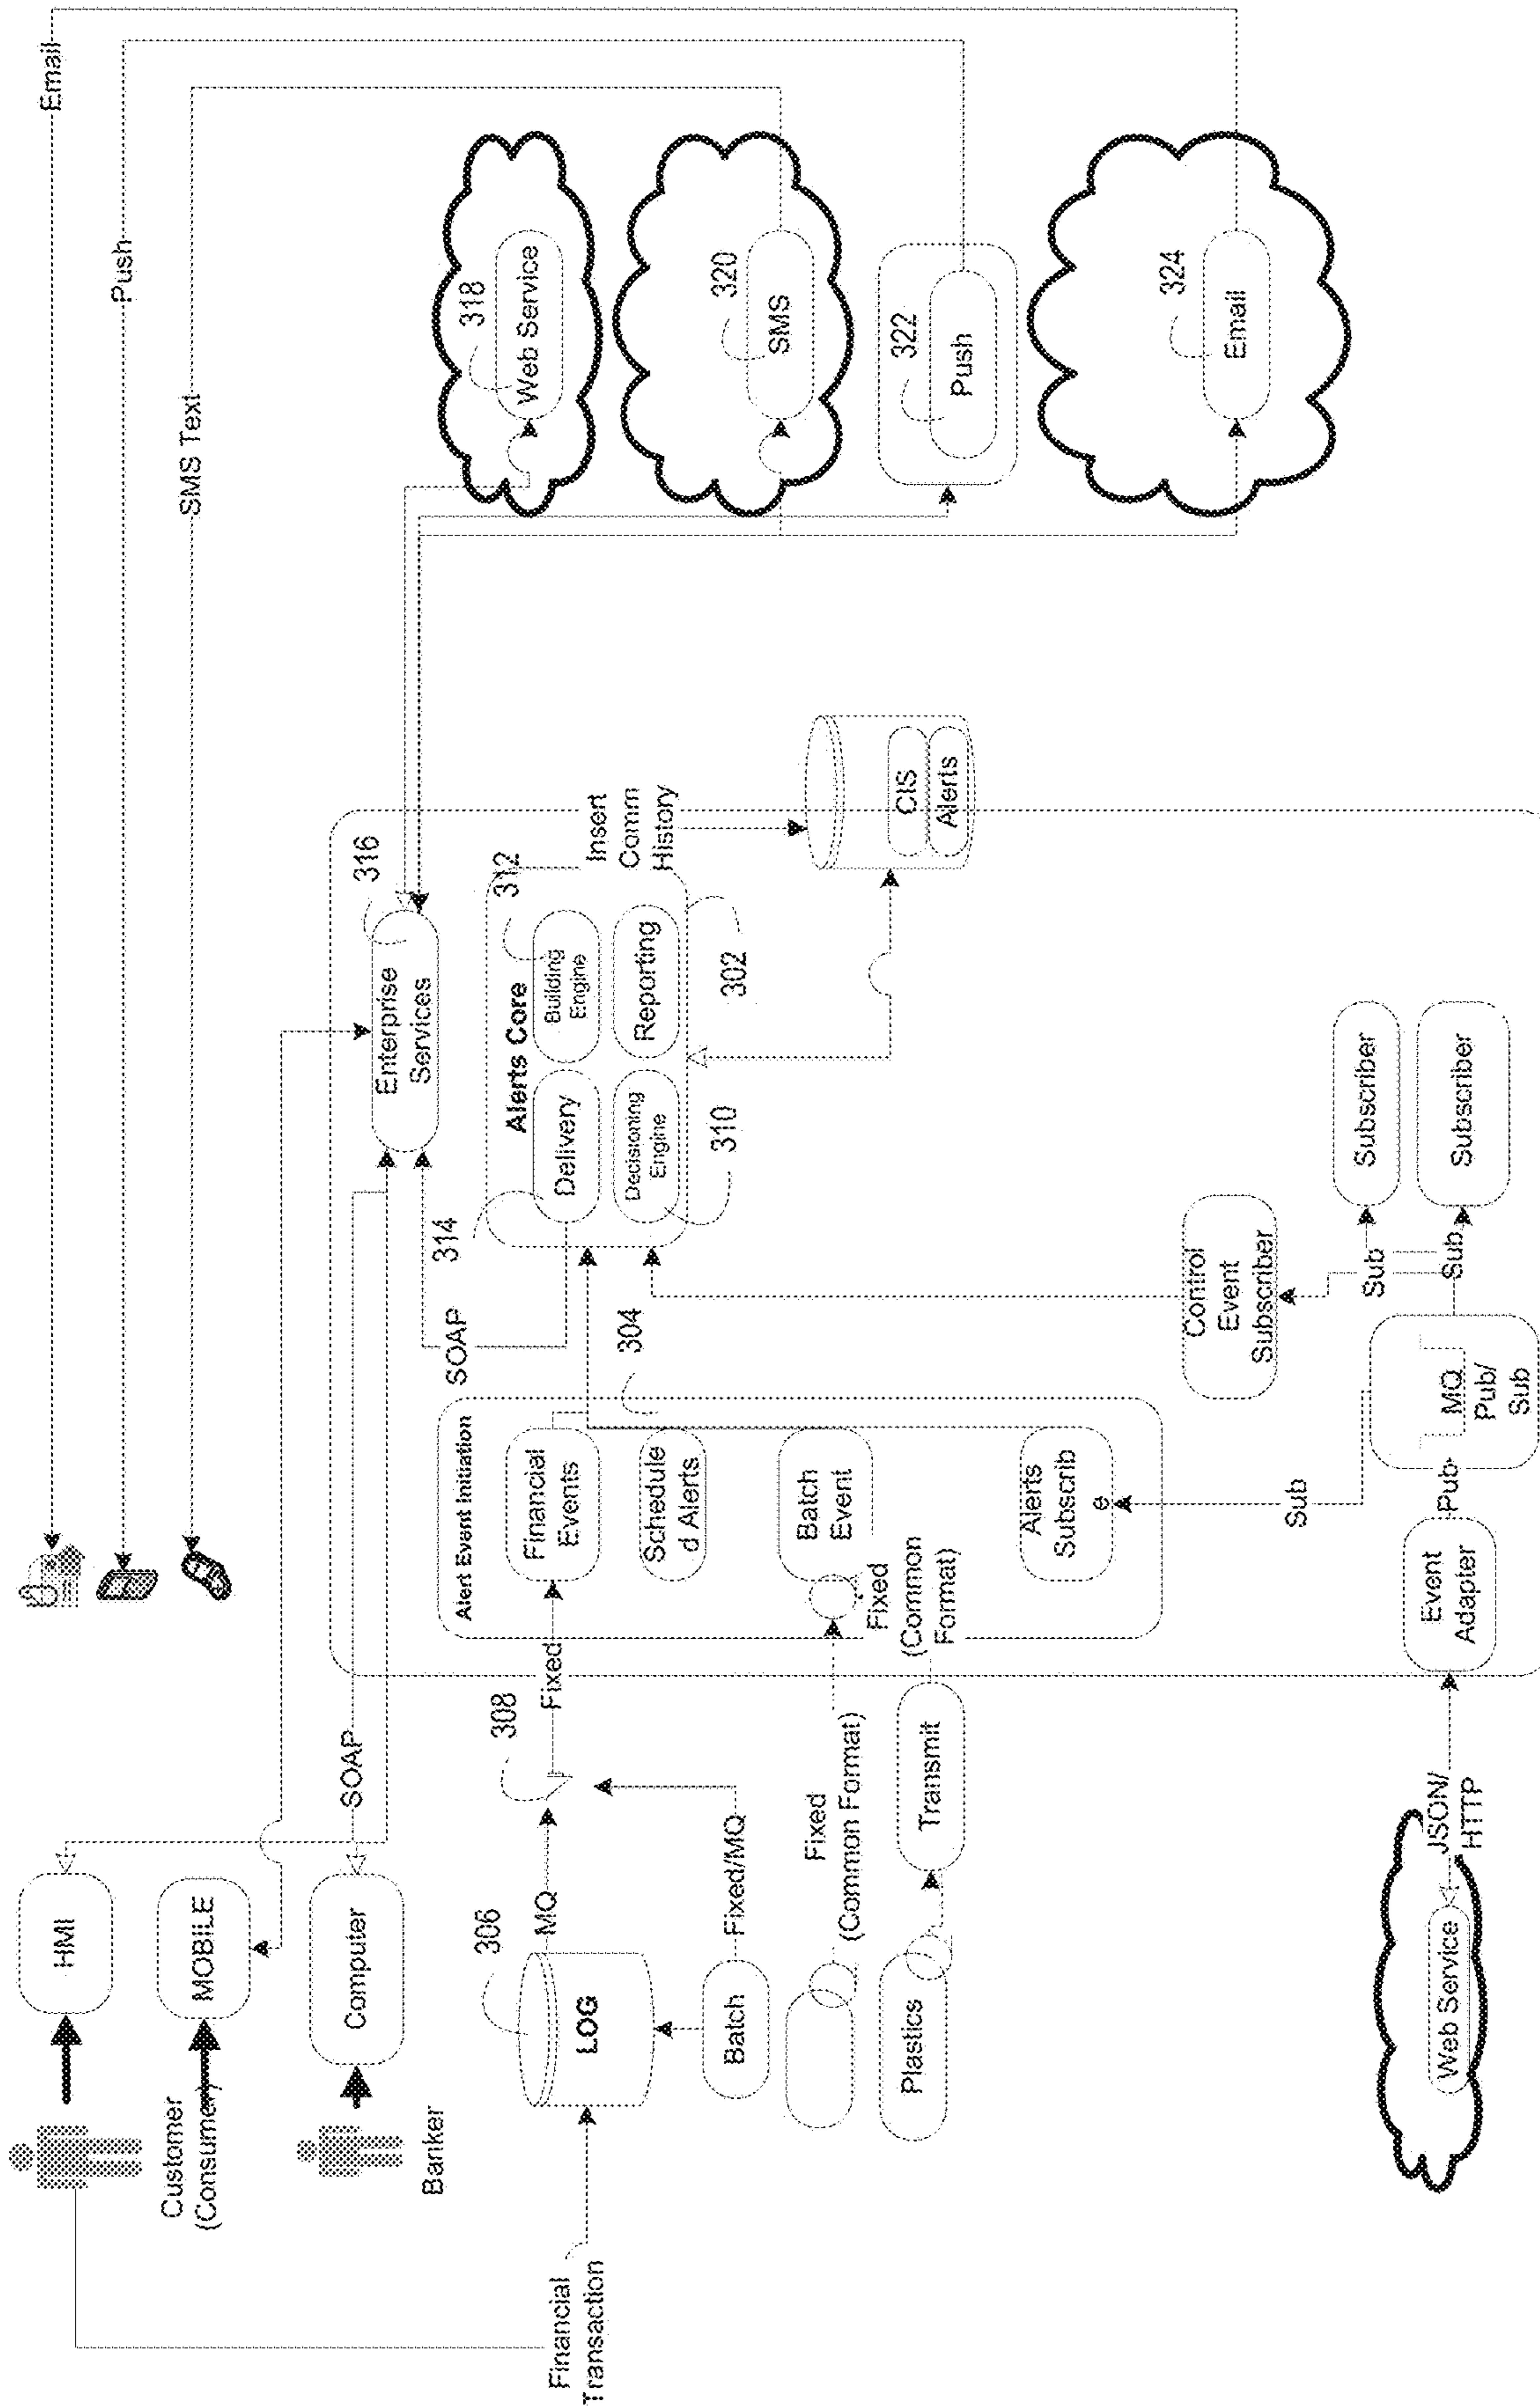 Customer
(Consumer)
HMI
MOBILE
Banker
Computer
SOAP
Email
Push
SMS Text
Financial
Transaction
306
LOG
MQ
308
Fixed
Batch
Fixed/MQ
Fixed
(Common Format)
Plastics
Transmit
Fixed
(Common
Format)
Alert Event Initiation
304
Financial
Events
Schedule
d Alerts
Batch
Event
Alerts
Subscrib
e
SOAP
314
316
Enterprise
Services
Alerts Core
312
Delivery
Building
Engine
Decisioning
Engine
Reporting
310
302
Insert
Comm
History
CIS
Alerts
318
Web Service
320
SMS
322
Push
324
Email
Control
Event
Subscriber
Subscriber
Subscriber
Sub
Sub
Sub
MQ
Pub/
Sub
Pub
Event
Adapter
JSON/
HTTP
Web Service